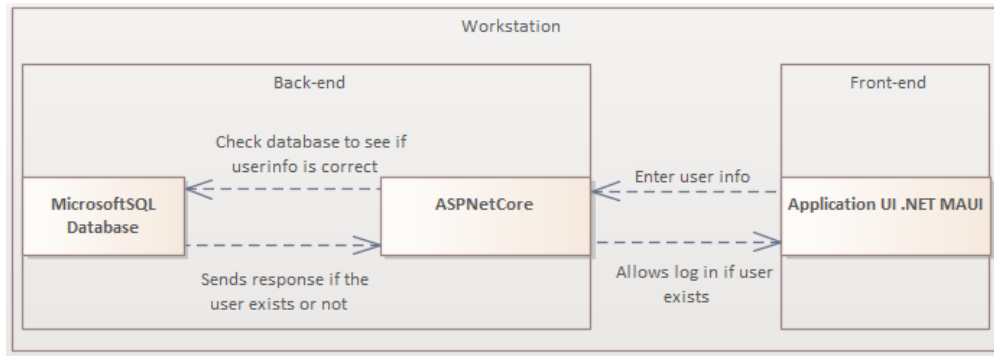 Workstation
Back-end
Front-end
Check database to see if
userinfo is correct
Enter user info
MicrosoftSQL
Database
ASPNetCore
Application UI .NET MAUI
Sends response if the
user exists or not
Allows log in if user
exists